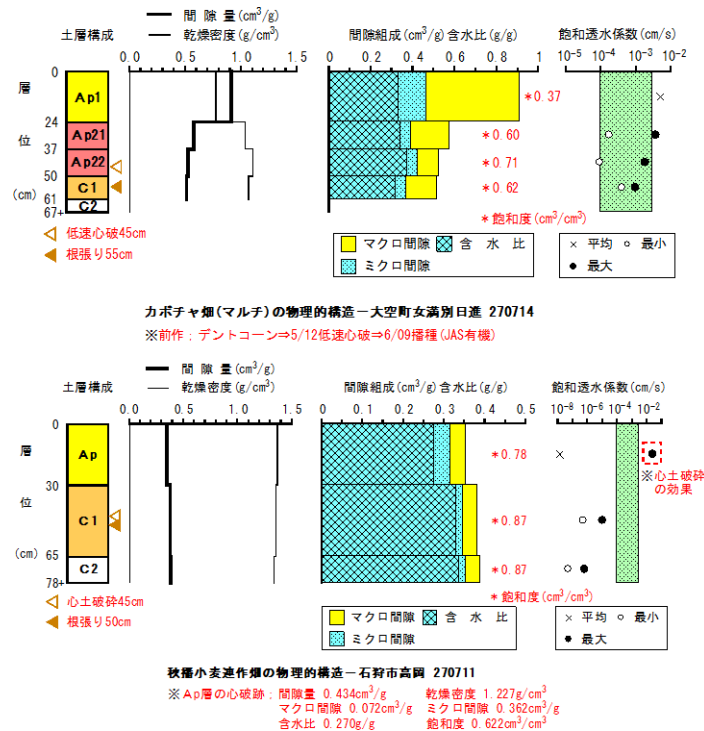 間 隙 量 (cm³/g)
乾燥密度(g/cm³)
土層構成
0.0 0.5 1.0 1.5
間隙組成(cm³/g) 含水比(g/g)
0 0.2 0.4 0.6 0.8 1
飽和透水係数(cm/s)
10⁻⁵ 10⁻⁴ 10⁻³ 10⁻²
層
位
(cm)
0
24
37
50
61
67+
Ap1
Ap21
Ap22
C1
C2
*0.37
*0.60
*0.71
*0.62
*飽和度(cm³/cm³)
低速心破45cm
根張り55cm
マクロ間隙 含 水 比
ミクロ間隙
× 平均 ○ 最小
● 最大
カボチャ畑(マルチ)の物理的構造−大空町女満別日進 270714
※前作；デントコーン⇒5/12低速心破⇒6/09播種(JAS有機)
間 隙 量 (cm³/g)
乾燥密度(g/cm³)
土層構成
0.0 0.5 1.0 1.5
間隙組成(cm³/g) 含水比(g/g)
0 0.1 0.2 0.3 0.4 0.5
飽和透水係数(cm/s)
10⁻⁸ 10⁻⁶ 10⁻⁴ 10⁻²
層
位
(cm)
0
30
65
78+
Ap
C1
C2
*0.78
*0.87
*0.87
※心土破砕
の効果
*飽和度(cm³/cm³)
心土破砕45cm
根張り50cm
マクロ間隙 含 水 比
ミクロ間隙
× 平均 ○ 最小
● 最大
秋播小麦連作畑の物理的構造−石狩市高岡 270711
※Ap層の心破跡；間隙量 0.434cm³/g 乾燥密度 1.227g/cm³
マクロ間隙 0.072cm³/g ミクロ間隙 0.362cm³/g
含水比 0.270g/g 飽和度 0.622cm³/cm³